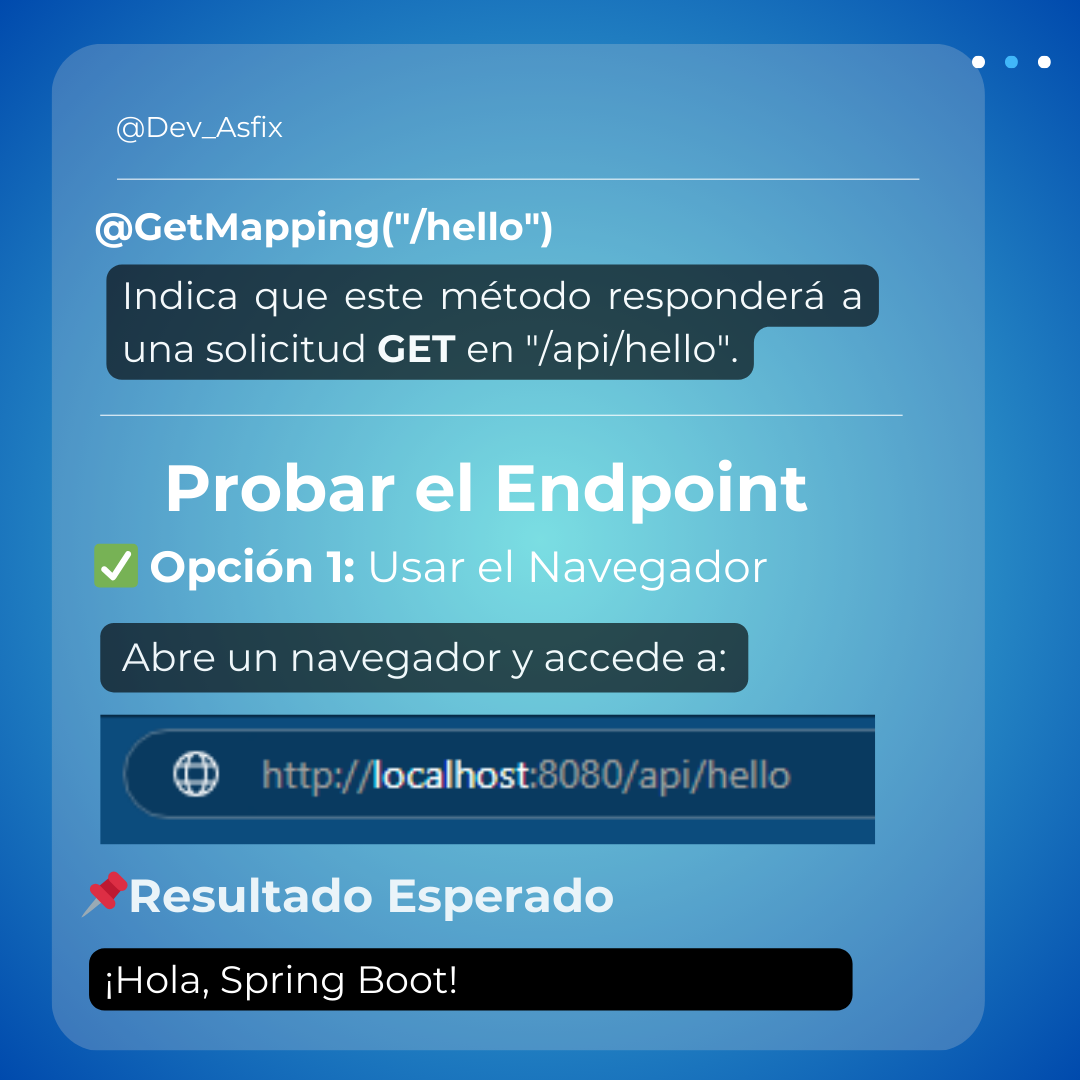 @Dev_Asfix
@GetMapping("/hello")
Indica que este método responderá a
una solicitud GET en "/api/hello".
Probar el Endpoint
✅ Opción 1: Usar el Navegador
Abre un navegador y accede a:
http://localhost:8080/api/hello
📌Resultado Esperado
¡Hola, Spring Boot!